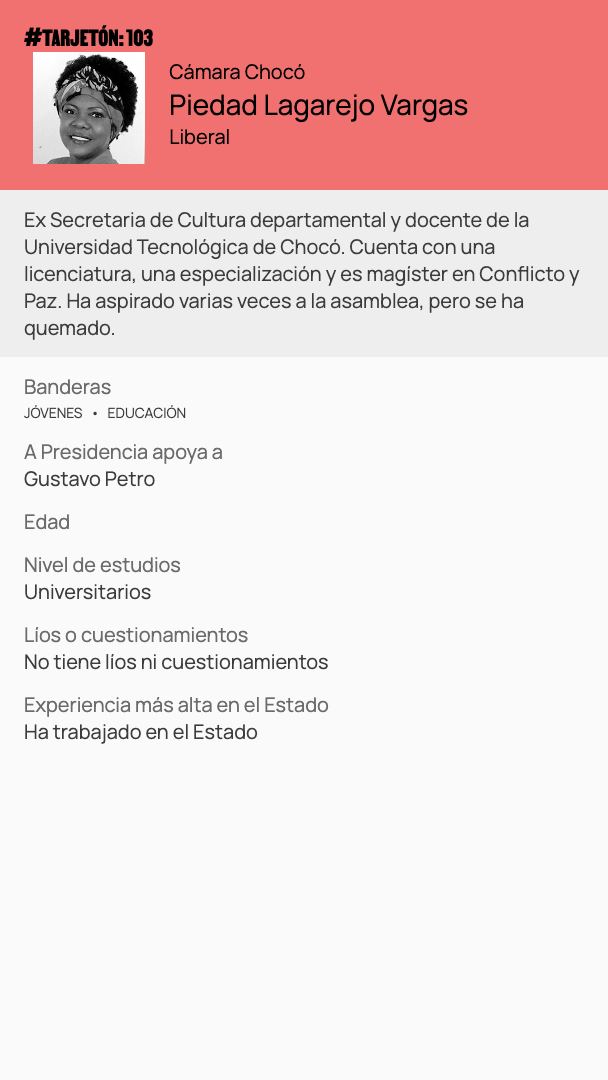 #TARJETÓN: 103
Cámara Chocó
Piedad Lagarejo Vargas
Liberal
Ex Secretaria de Cultura departamental y docente de la
Universidad Tecnológica de Chocó. Cuenta con una
licenciatura, una especialización y es magíster en Conflicto y
Paz. Ha aspirado varias veces a la asamblea, pero se ha
quemado.
Banderas
JÓVENES • EDUCACIÓN
A Presidencia apoya a
Gustavo Petro
Edad
Nivel de estudios
Universitarios
Líos o cuestionamientos
No tiene líos ni cuestionamientos
Experiencia más alta en el Estado
Ha trabajado en el Estado